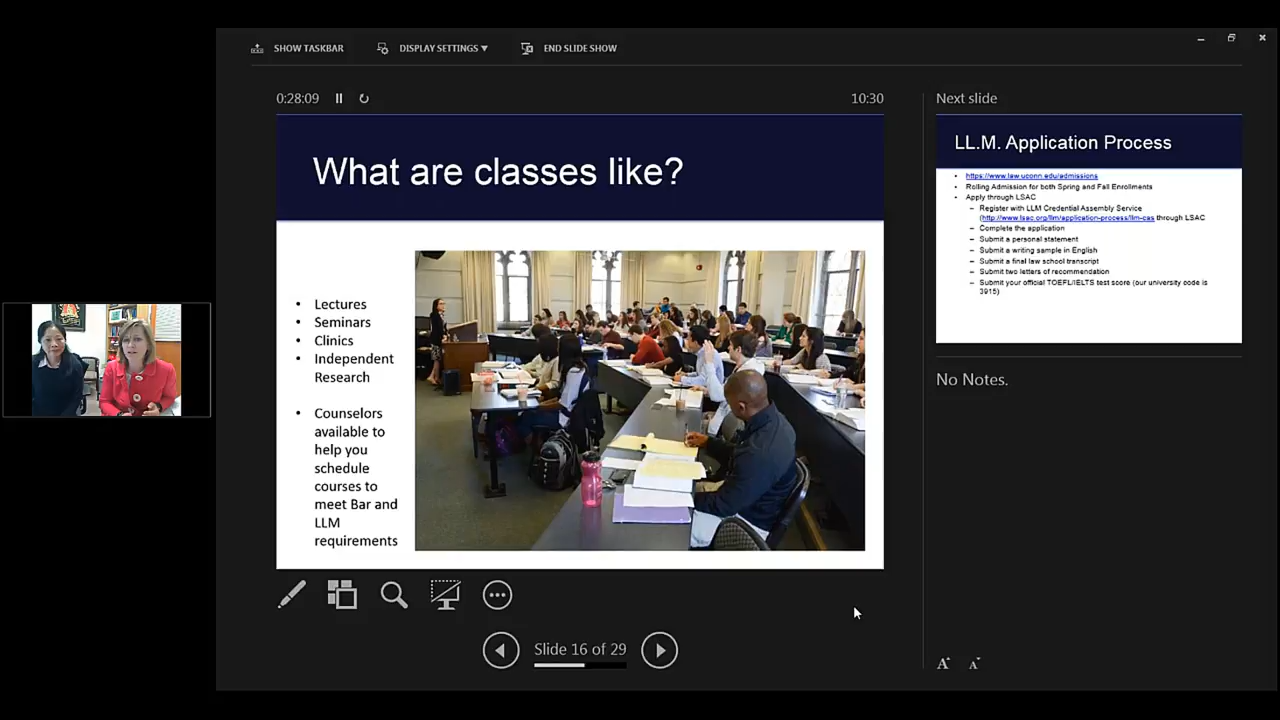 SHOW TASKBAR
DISPLAY SETTINGS ▼
END SLIDE SHOW
0:28:09
10:30
What are classes like?
• Lectures
• Seminars
• Clinics
• Independent
Research
• Counselors
available to
help you
schedule
courses to
meet Bar and
LLM
requirements
Slide 16 of 29
Next slide
LL.M. Application Process
• https://www.law.uconn.edu/admissions
• Rolling Admission for both Spring and Fall Enrollments
• Apply through LSAC
– Register with LLM Credential Assembly Service
(http://www.lsac.org/llm/application-process/llm-cas through LSAC
– Complete the application
– Submit a personal statement
– Submit a writing sample in English
– Submit a final law school transcript
– Submit two letters of recommendation
– Submit your official TOEFL/IELTS test score (our university code is
3915)
No Notes.
A A